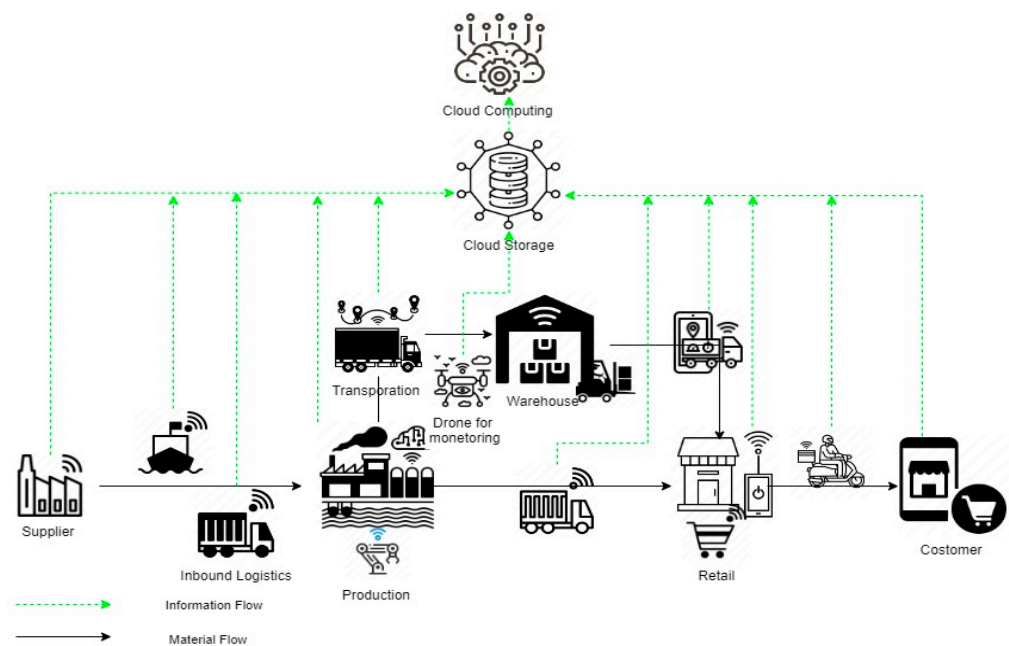 Cloud Computing
Cloud Storage
Transporation
Warehouse
Drone for
monetoring
Supplier
Inbound Logistics
Production
Retail
Costomer
Information Flow
Material Flow